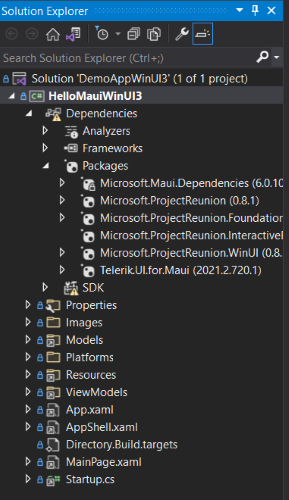 Solution Explorer
Search Solution Explorer (Ctrl+;)
Solution 'DemoAppWinUI3' (1 of 1 project)
HelloMauiWinUI3
Dependencies
Analyzers
Frameworks
Packages
Microsoft.Maui.Dependencies (6.0.10
Microsoft.ProjectReunion (0.8.1)
Microsoft.ProjectReunion.Foundation
Microsoft.ProjectReunion.InteractiveE
Microsoft.ProjectReunion.WinUI (0.8.
Telerik.UI.for.Maui (2021.2.720.1)
SDK
Properties
Images
Models
Platforms
Resources
ViewModels
App.xaml
AppShell.xaml
Directory.Build.targets
MainPage.xaml
Startup.cs